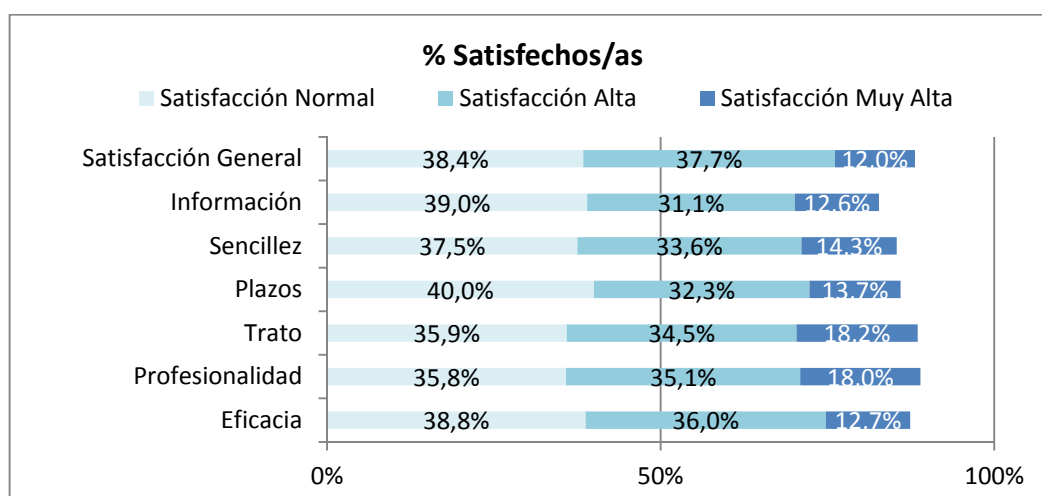 % Satisfechos/as
Satisfacción Normal Satisfacción Alta Satisfacción Muy Alta
Satisfacción General 38,4% 37,7% 12,0%
Información 39,0% 31,1% 12,6%
Sencillez 37,5% 33,6% 14,3%
Plazos 40,0% 32,3% 13,7%
Trato 35,9% 34,5% 18,2%
Profesionalidad 35,8% 35,1% 18,0%
Eficacia 38,8% 36,0% 12,7%
0% 50% 100%